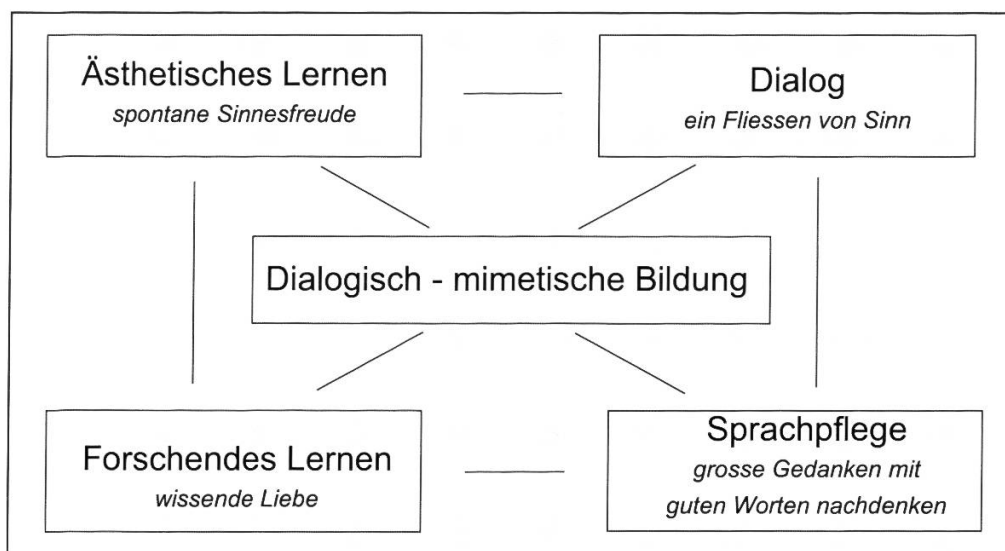 Ästhetisches Lernen
spontane Sinnesfreude
Dialog
ein Fliessen von Sinn
Dialogisch - mimetische Bildung
Forschendes Lernen
wissende Liebe
Sprachpflege
grosse Gedanken mit
guten Worten nachdenken